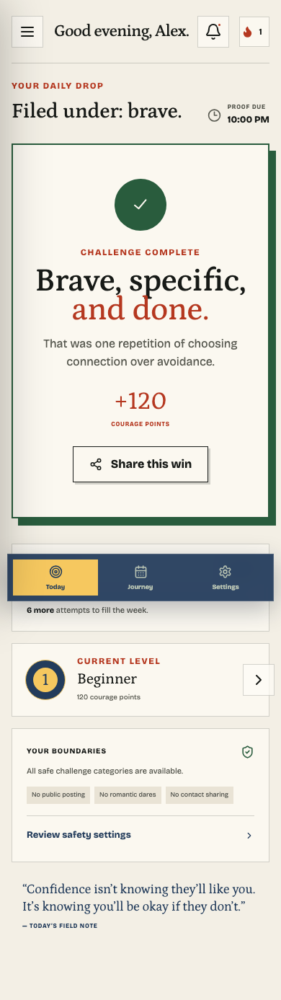 Good evening, Alex.
1
YOUR DAILY DROP
Filed under: brave.
PROOF DUE
10:00 PM
CHALLENGE COMPLETE
Brave, specific,
and done.
That was one repetition of choosing
connection over avoidance.
+120
COURAGE POINTS
Share this win
Today
Journey
Settings
6 more attempts to fill the week.
1
CURRENT LEVEL
Beginner
120 courage points
YOUR BOUNDARIES
All safe challenge categories are available.
No public posting
No romantic dares
No contact sharing
Review safety settings
“Confidence isn’t knowing they’ll like you.
It’s knowing you’ll be okay if they don’t.”
— TODAY’S FIELD NOTE